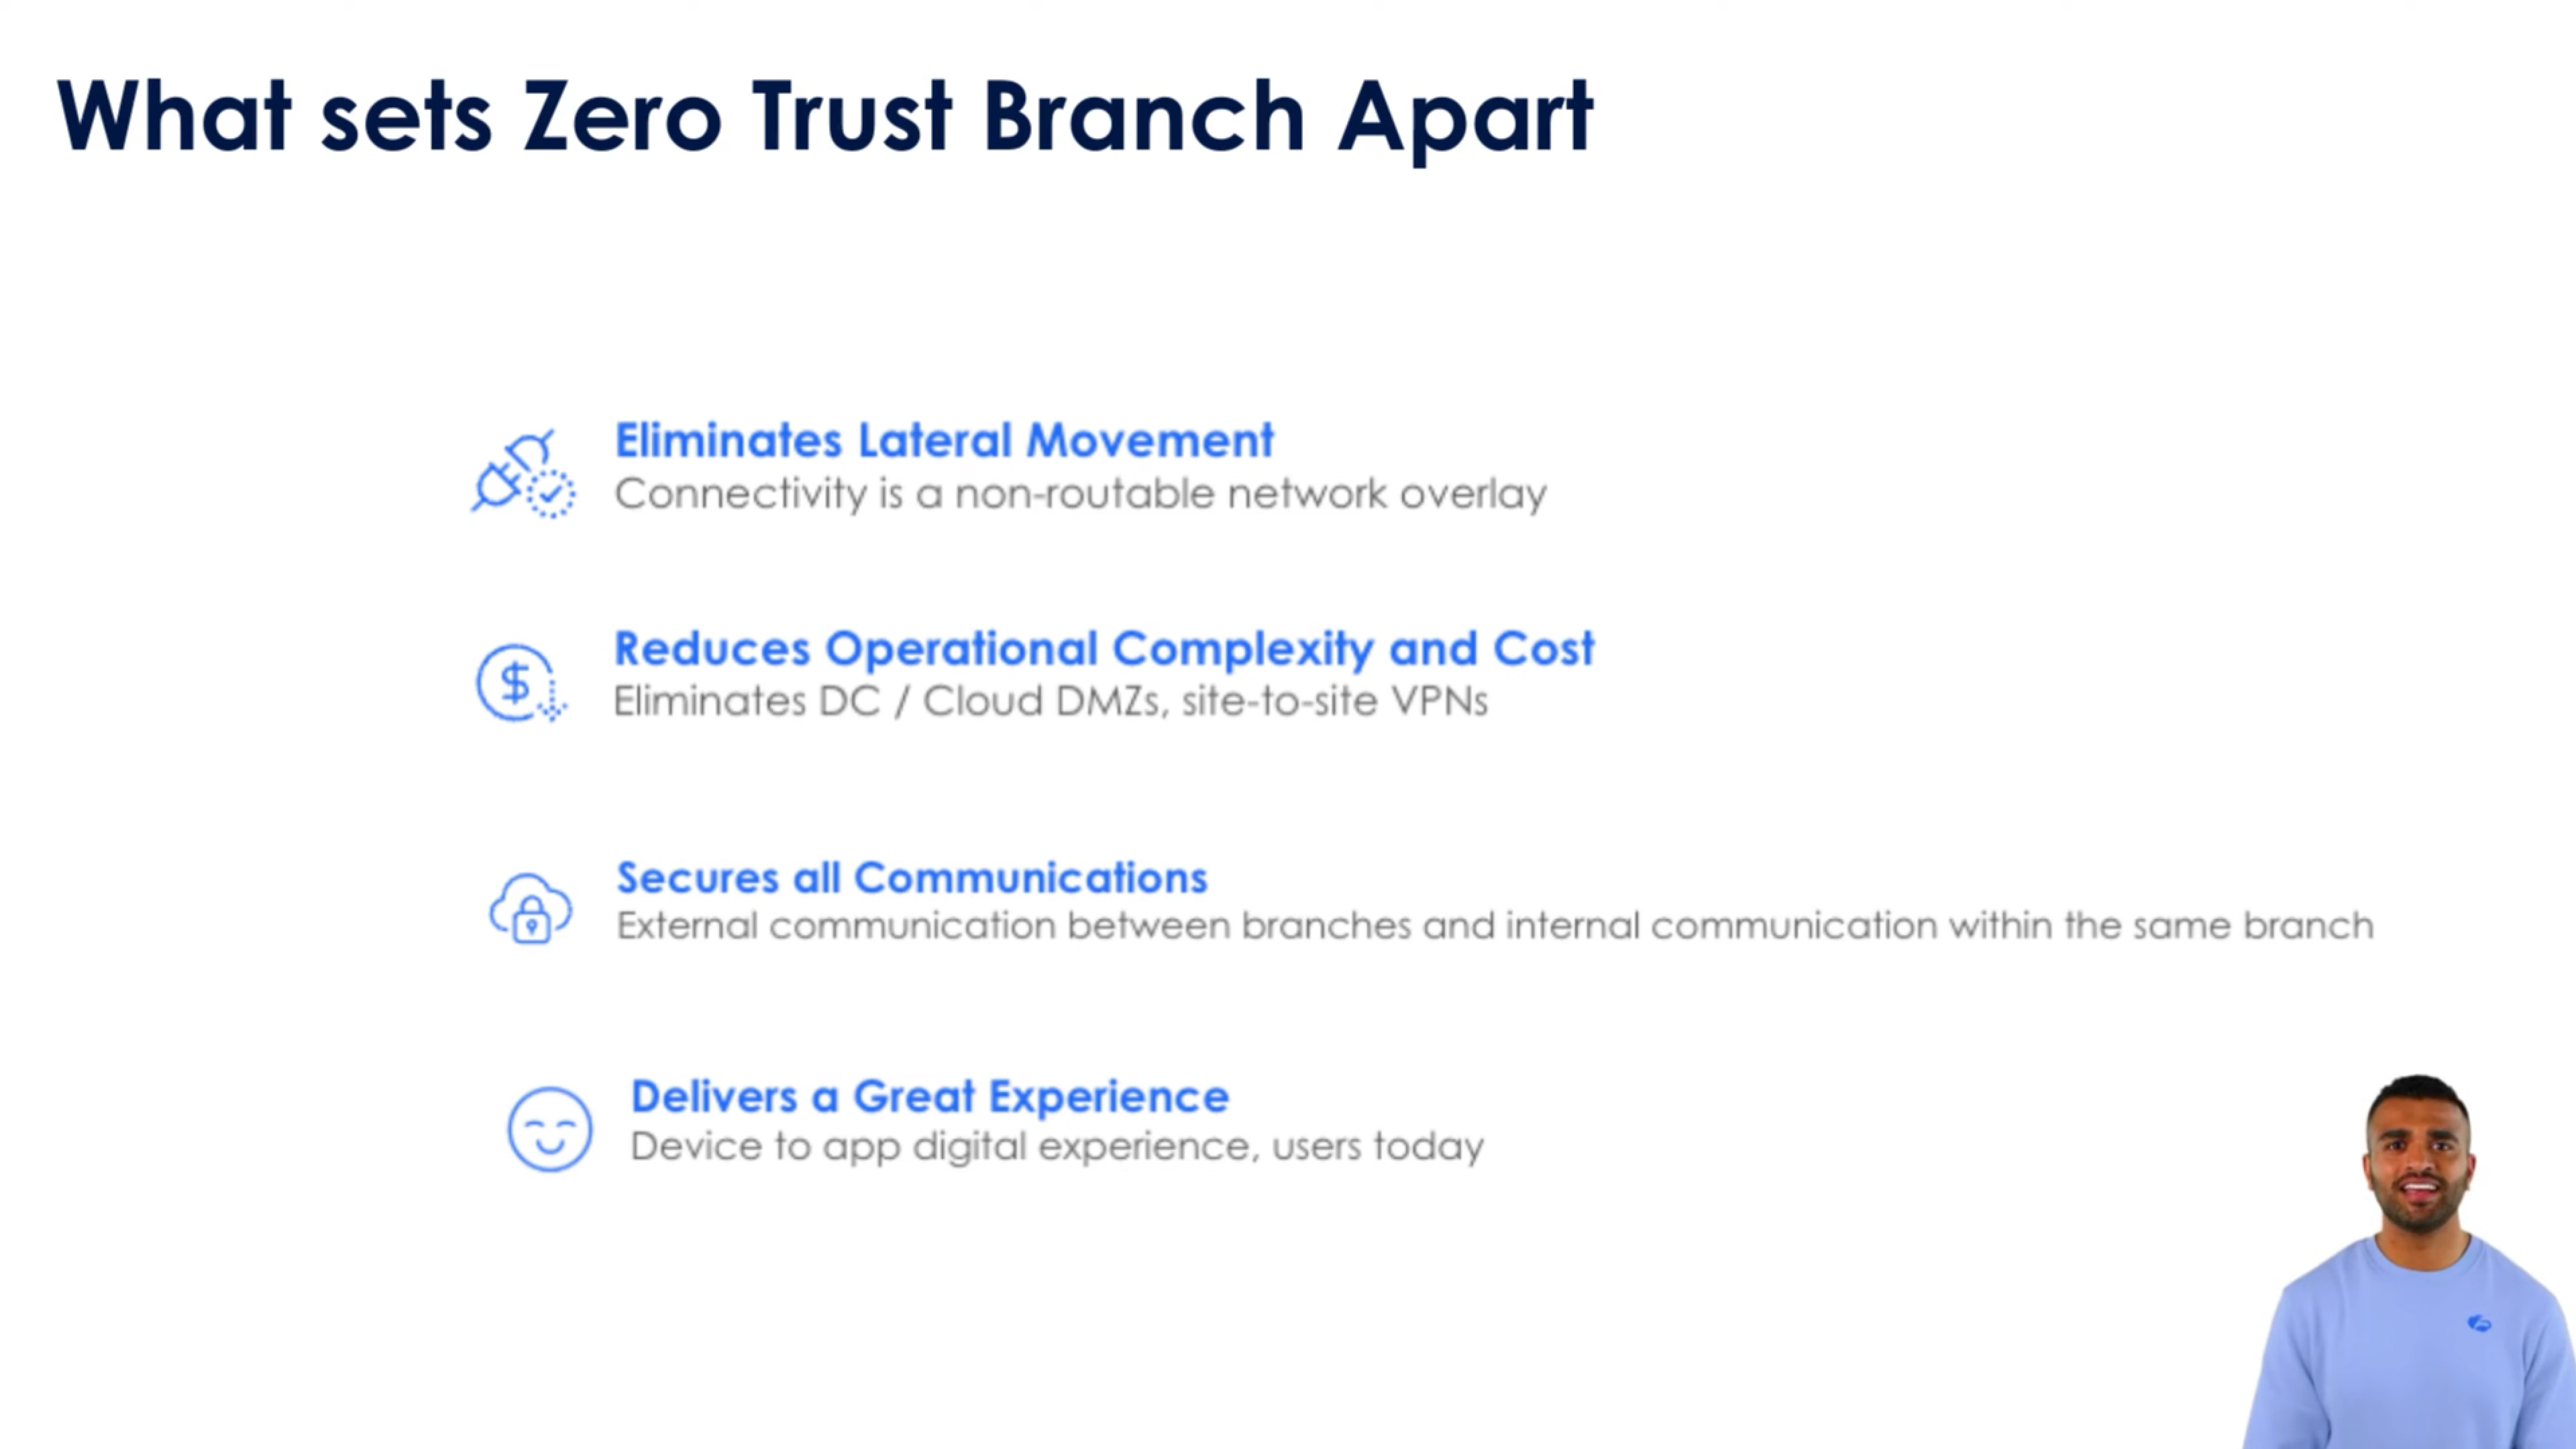 What sets Zero Trust Branch Apart
Eliminates Lateral Movement
Connectivity is a non-routable network overlay
Reduces Operational Complexity and Cost
Eliminates DC / Cloud DMZs, site-to-site VPNs
Secures all Communications
External communication between branches and internal communication within the same branch
Delivers a Great Experience
Device to app digital experience, users today